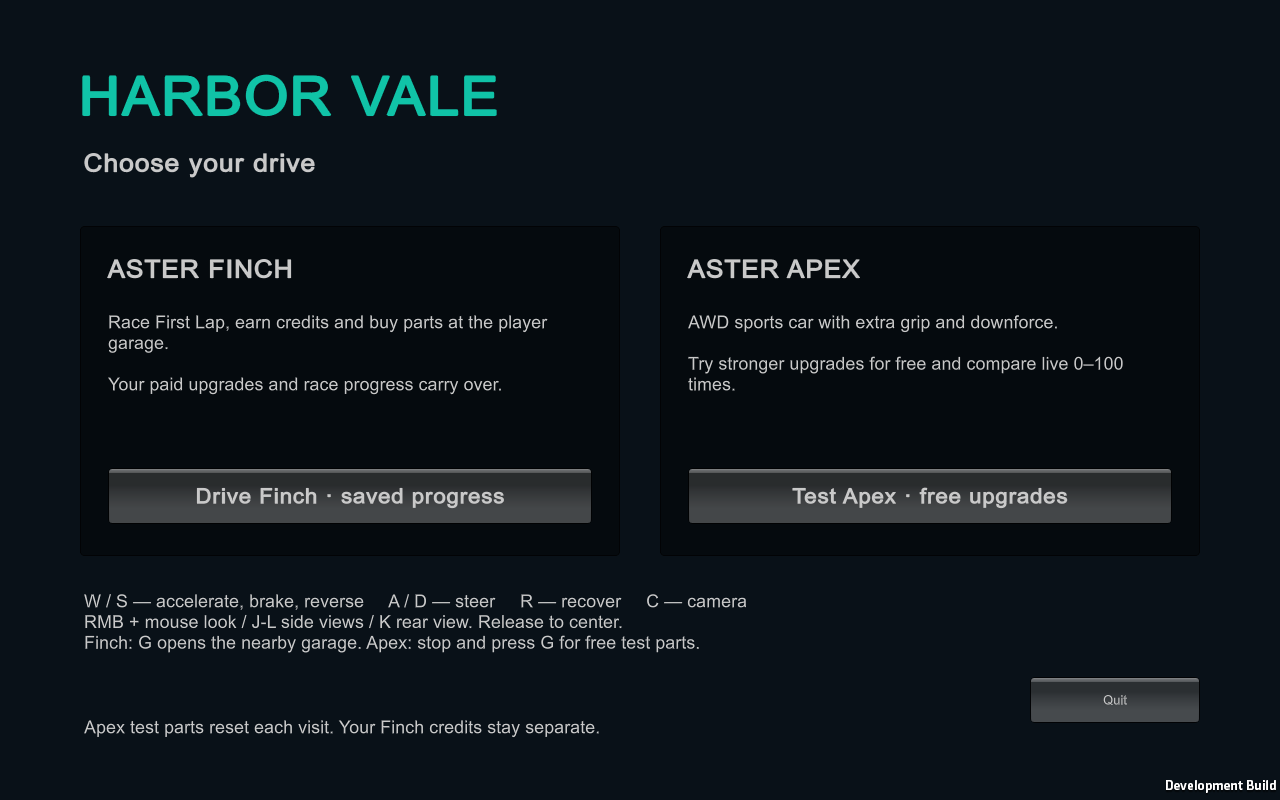 HARBOR VALE
Choose your drive
ASTER FINCH
Race First Lap, earn credits and buy parts at the player
garage.
Your paid upgrades and race progress carry over.
Drive Finch · saved progress
ASTER APEX
AWD sports car with extra grip and downforce.
Try stronger upgrades for free and compare live 0–100
times.
Test Apex · free upgrades
W / S — accelerate, brake, reverse A / D — steer R — recover C — camera
RMB + mouse look / J-L side views / K rear view. Release to center.
Finch: G opens the nearby garage. Apex: stop and press G for free test parts.
Quit
Apex test parts reset each visit. Your Finch credits stay separate.
Development Build